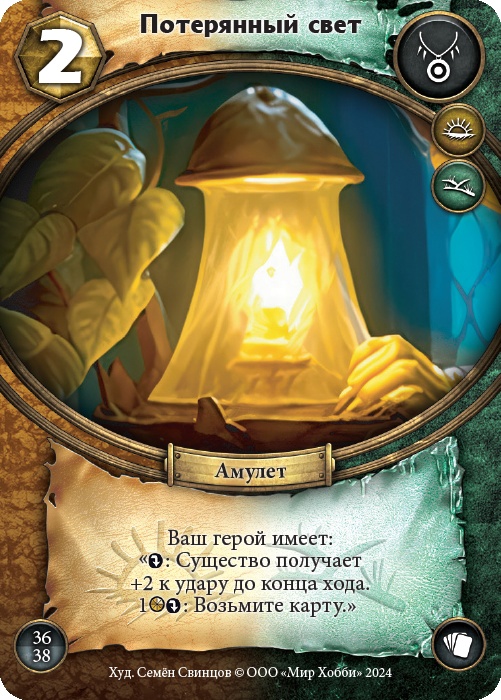 Потерянный свет
2
Амулет
Ваш герой имеет:
«: Существо получает
+2 к удару до конца хода.
1: Возьмите карту.»
36
38
Худ. Семён Свинцов © ООО «Мир Хобби» 2024